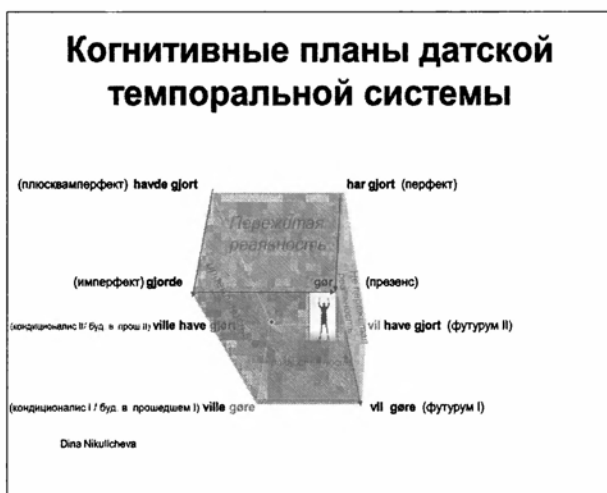 Когнитивные планы датской
темпоральной системы
(плюсквамперфект) havde gjort
har gjort (перфект)
Пережитая
реальность
(имперфект) gjorde
gør
(презенс)
(кондиционалис II/ буд. в прош II) ville have gjort
vil have gjort (футурум II)
(кондиционалис I / буд. в прошедшем I) ville gøre
vil gøre (футурум I)
Dina Nikulicheva